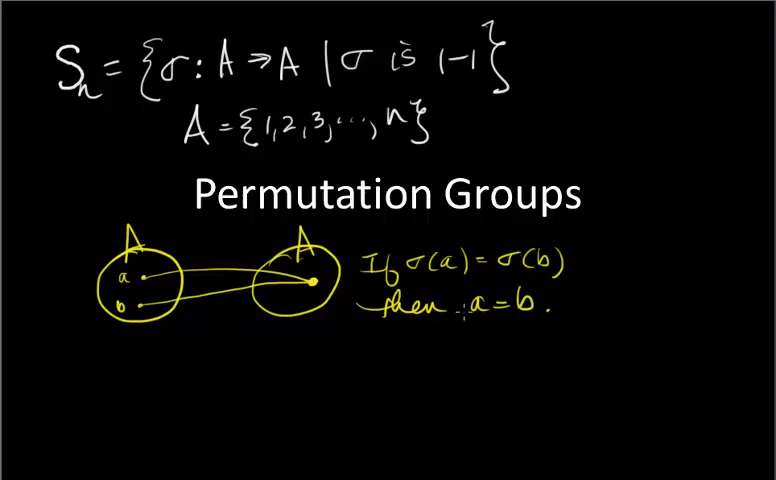 Sn = {σ : A → A | σ is 1-1}
A = {1, 2, 3, ..., n}
Permutation Groups
A A
a
b
If σ(a) = σ(b)
then a = b.